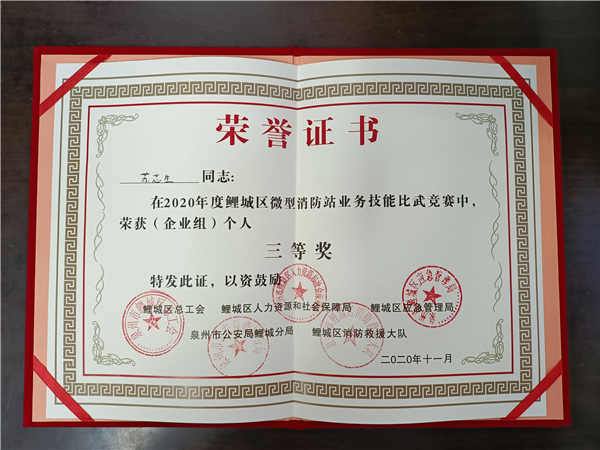 荣誉证书
苏志生 同志:
在2020年度鲤城区微型消防站业务技能比武竞赛中,
荣获(企业组)个人
三等奖
特发此证,以资鼓励
鲤城区总工会 鲤城区人力资源和社会保障局 鲤城区应急管理局
泉州市公安局鲤城分局 鲤城区消防救援大队
二〇二〇年十一月